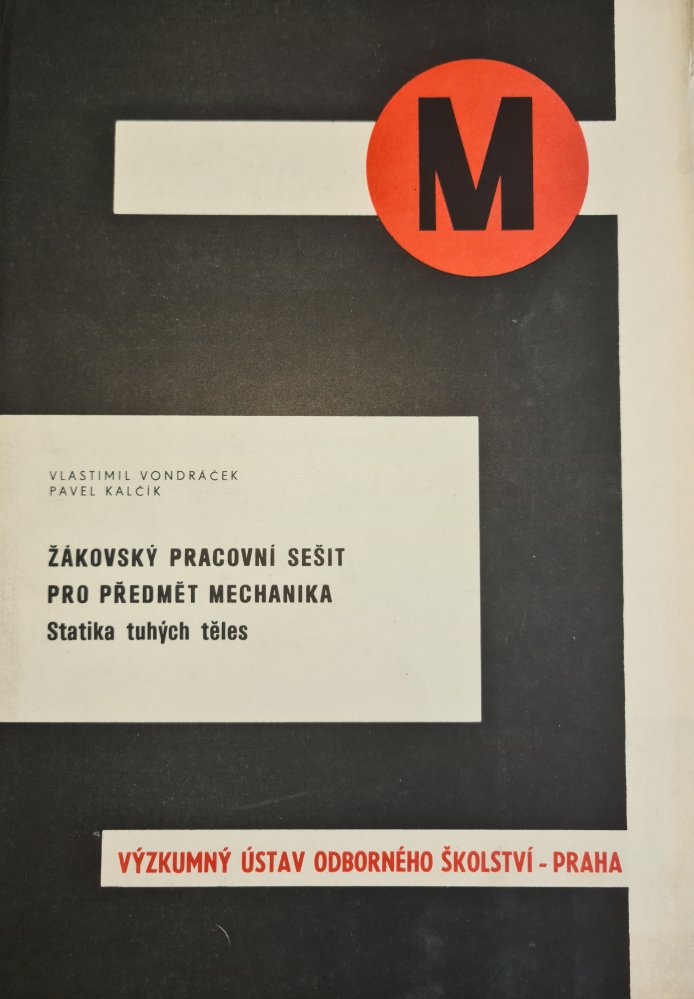 M
VLASTIMIL VONDRÁČEK
PAVEL KALČÍK
ŽÁKOVSKÝ PRACOVNÍ SEŠIT
PRO PŘEDMĚT MECHANIKA
Statika tuhých těles
VÝZKUMNÝ ÚSTAV ODBORNÉHO ŠKOLSTVÍ - PRAHA